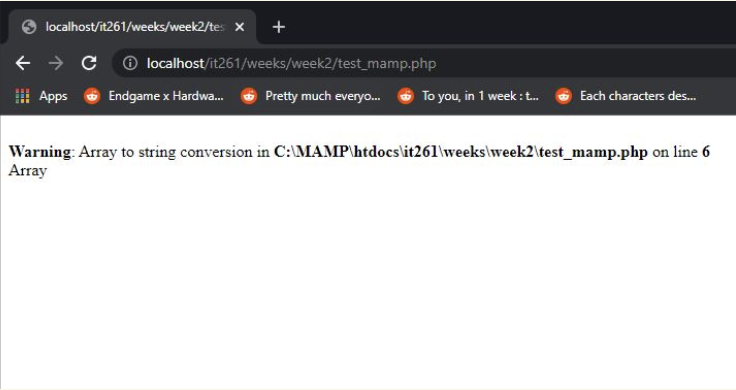 localhost/it261/weeks/week2/tes
localhost/it261/weeks/week2/test_mamp.php
Apps Endgame x Hardwa... Pretty much everyo... To you, in 1 week : t... Each characters des...
Warning: Array to string conversion in C:\MAMP\htdocs\it261\weeks\week2\test_mamp.php on line 6
Array